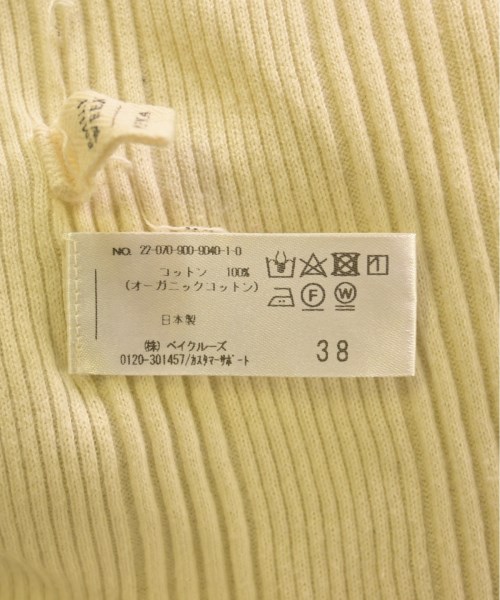 NO. 22-070-900-9040-1-0
コットン 100%
(オーガニックコットン)
日本製
(株) ベイクルーズ
0120-301457/カスタマーサポート
F
W
38